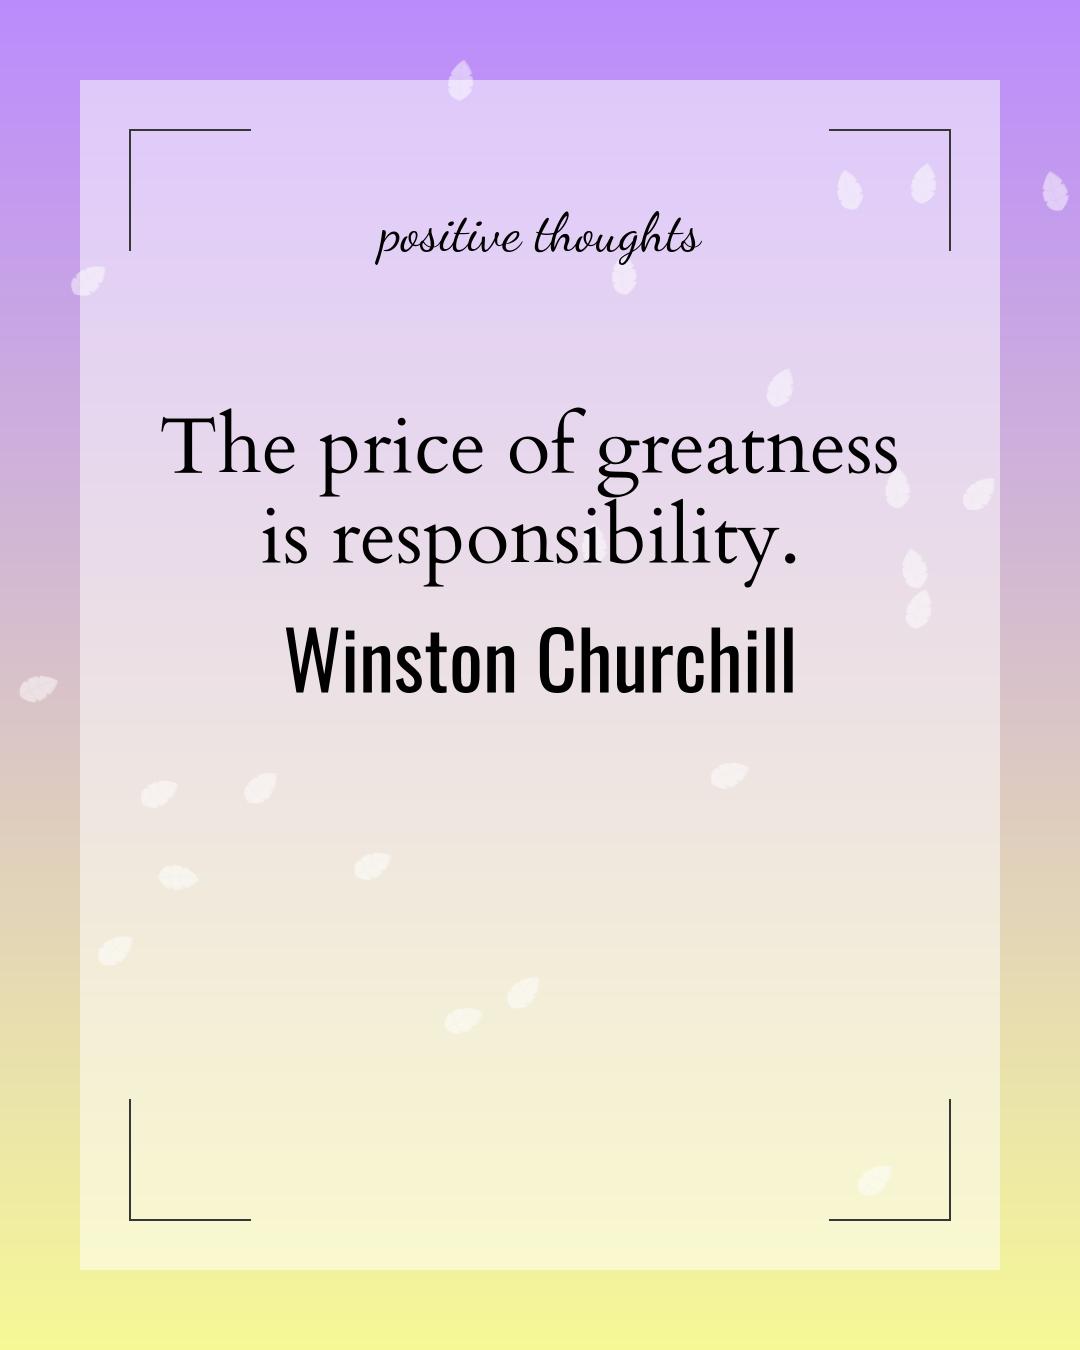 positive thoughts
The price of greatness
is responsibility.
Winston Churchill